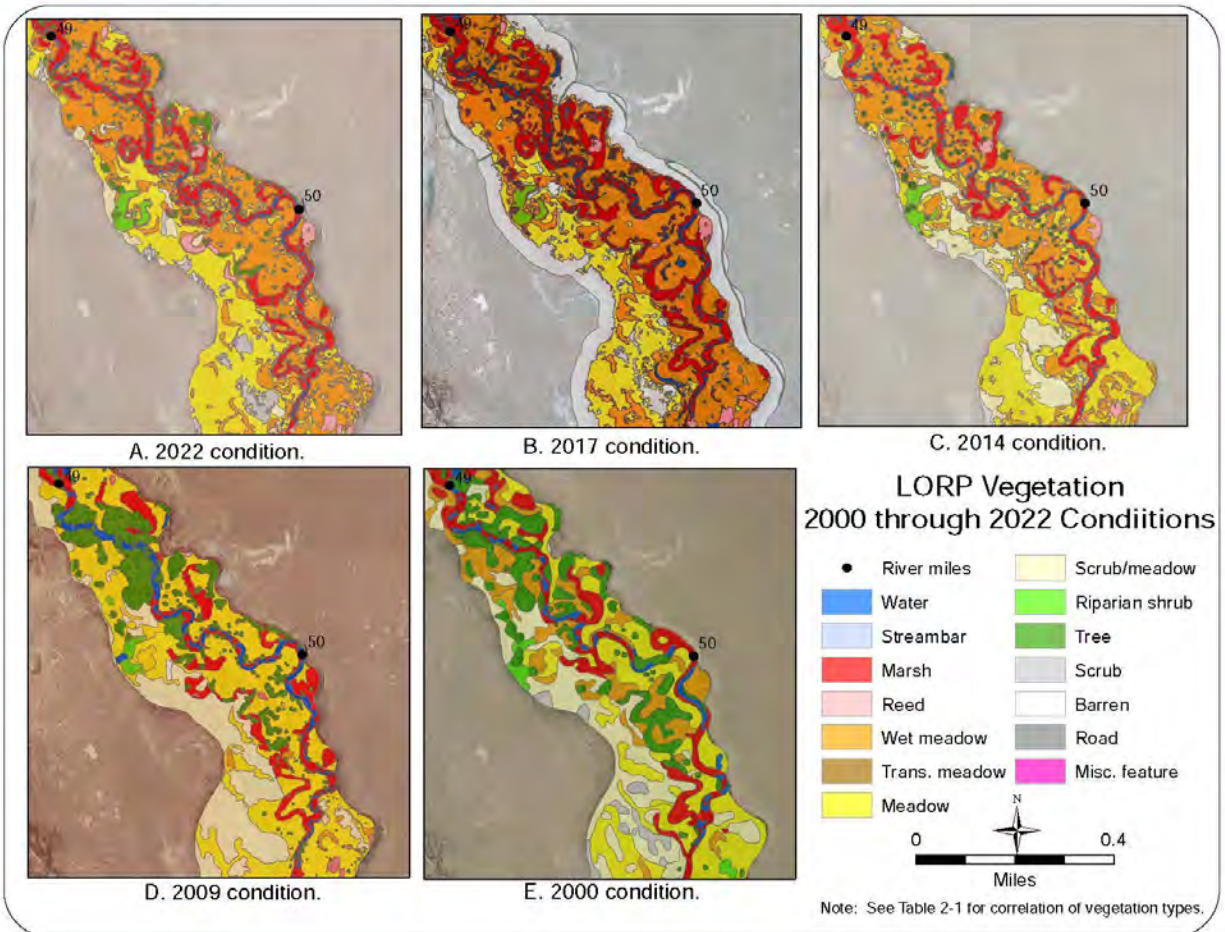 49
50
A. 2022 condition.
49
50
B. 2017 condition.
49
50
C. 2014 condition.
49
50
D. 2009 condition.
49
50
E. 2000 condition.
LORP Vegetation
2000 through 2022 Condiitions
River miles
Water
Streambar
Marsh
Reed
Wet meadow
Trans. meadow
Meadow
Scrub/meadow
Riparian shrub
Tree
Scrub
Barren
Road
Misc. feature
N
0 0.4
Miles
Note: See Table 2-1 for correlation of vegetation types.